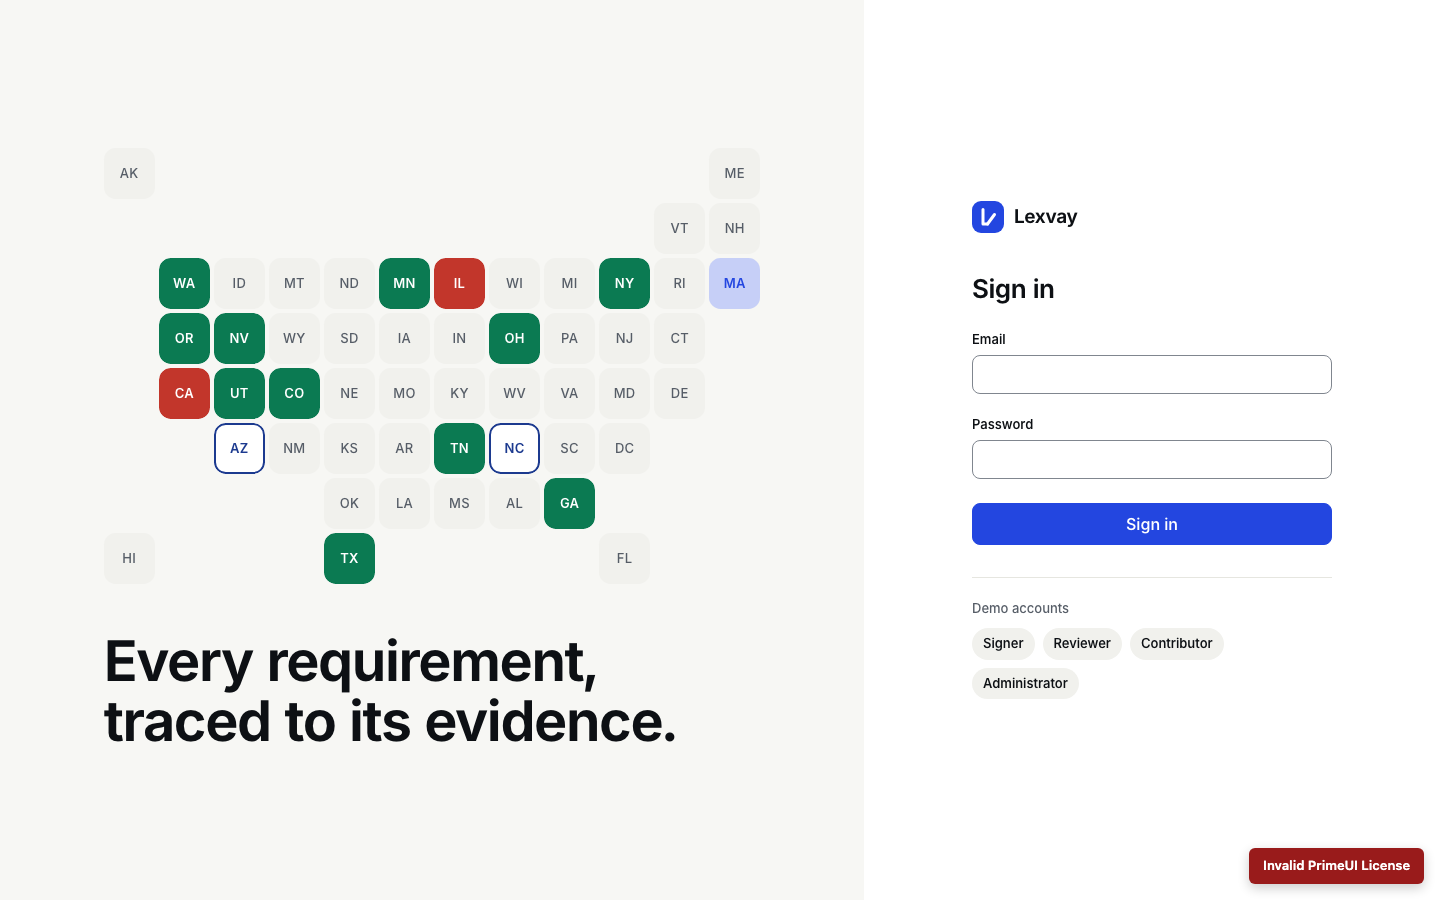 AK
ME
VT NH
WA ID MT ND MN IL WI MI NY RI MA
OR NV WY SD IA IN OH PA NJ CT
CA UT CO NE MO KY WV VA MD DE
AZ NM KS AR TN NC SC DC
OK LA MS AL GA
HI TX FL
Every requirement,
traced to its evidence.
Lexvay
Sign in
Email
Password
Sign in
Demo accounts
Signer Reviewer Contributor
Administrator
Invalid PrimeUI License